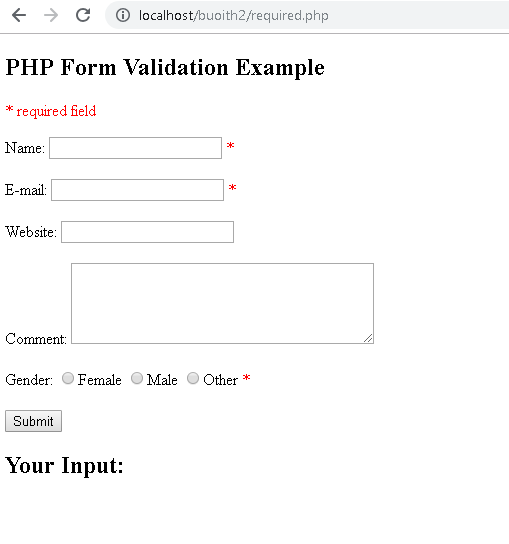 localhost/buoith2/required.php
PHP Form Validation Example
* required field
Name: *
E-mail: *
Website:
Comment:
Gender: Female Male Other *
Submit
Your Input: